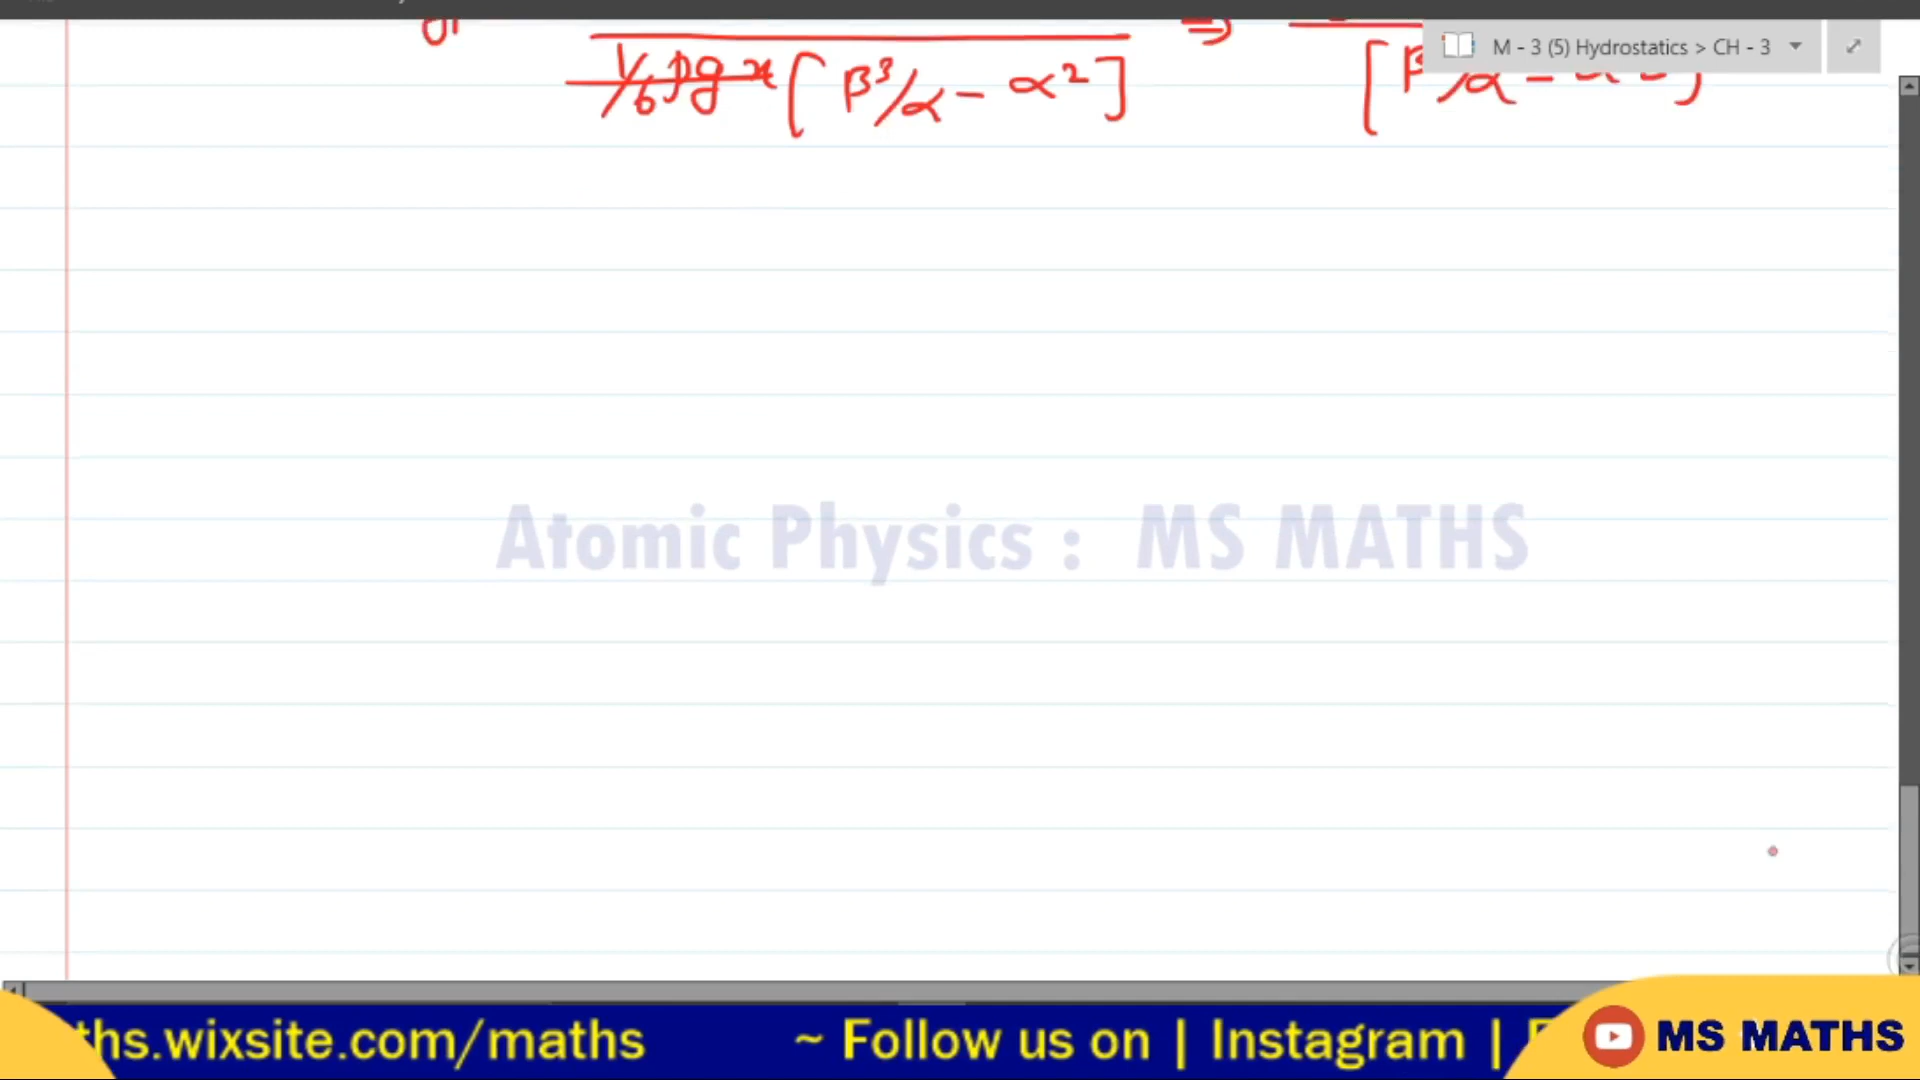 M - 3 (5) Hydrostatics > CH - 3
1/6 ρg x [ β³/α - α² ] ⇒
Atomic Physics : MS MATHS
ths.wixsite.com/maths ~ Follow us on | Instagram |
MS MATHS